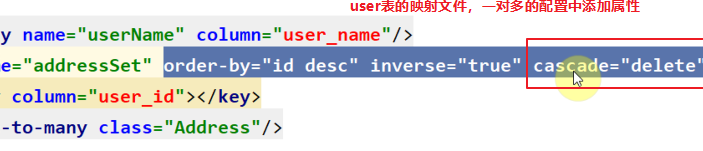 user表的映射文件，一对多的配置中添加属性
y name="userName" column="user_name"/>
e="addressSet" order-by="id desc" inverse="true" cascade="delete"
column="user_id"></key>
-to-many class="Address"/>